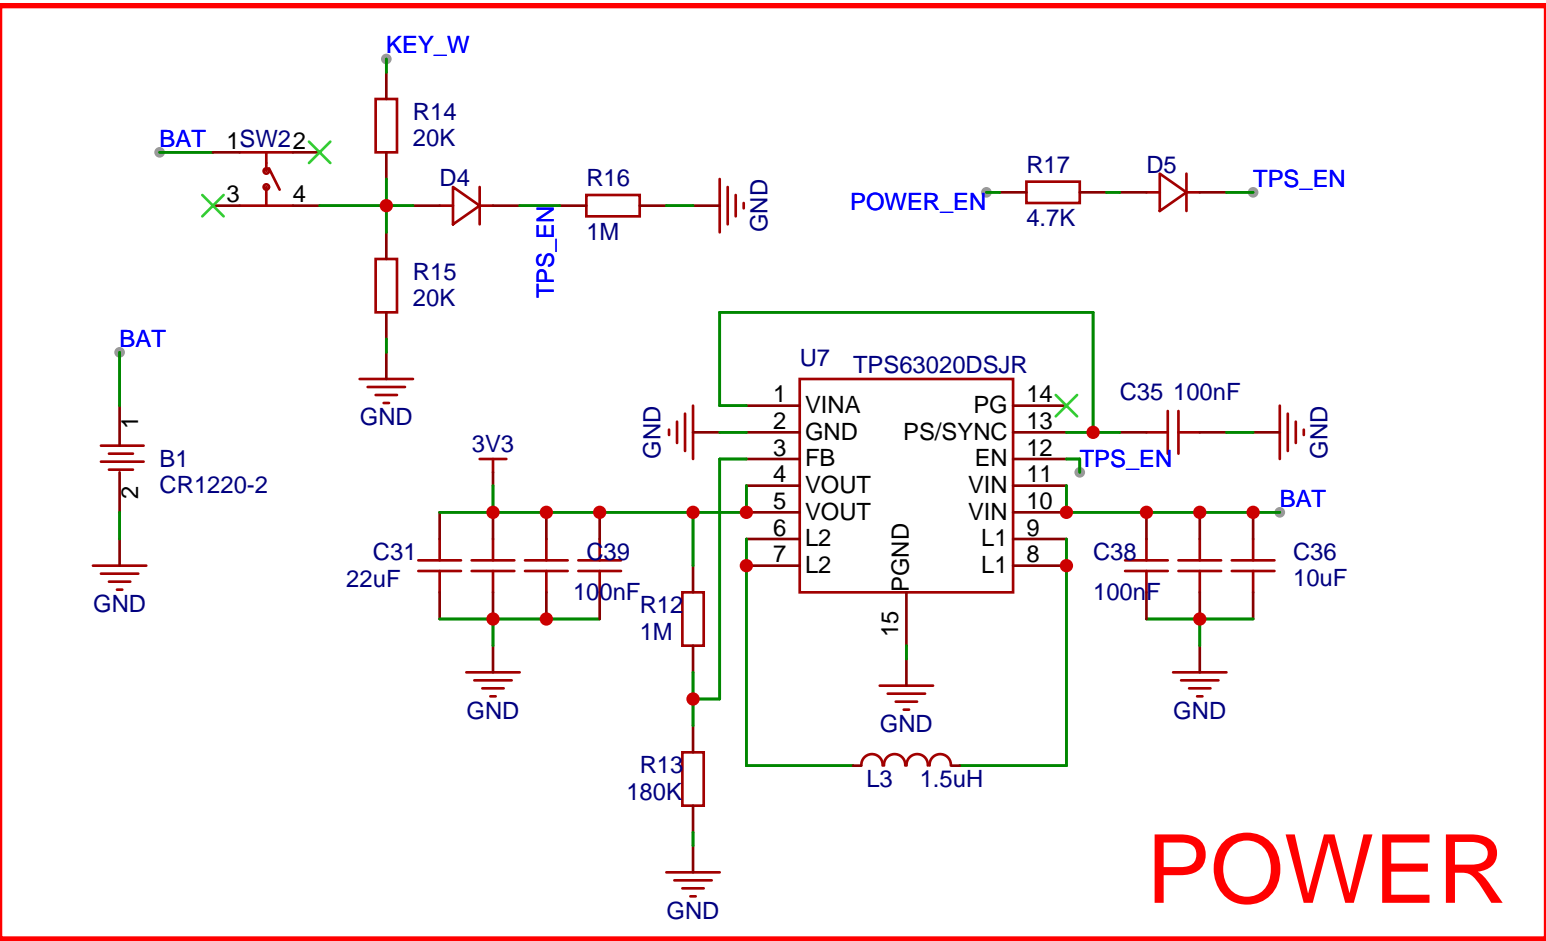 KEY_W
R14
20K
BAT
1 SW2 2
3 4
D4
R16
1M
GND
TPS_EN
R15
20K
GND
R17
4.7K
D5
POWER_EN
TPS_EN
BAT
1
2
B1
CR1220-2
GND
U7
TPS63020DSJR
1 VINA
2 GND
3 FB
4 VOUT
5 VOUT
6 L2
7 L2
PG 14
PS/SYNC 13
EN 12
VIN 11
VIN 10
L1 9
L1 8
PGND
15
GND
GND
TPS_EN
C35 100nF
GND
BAT
3V3
C31
22uF
C39
100nF
GND
R12
1M
R13
180K
GND
L3 1.5uH
C38
100nF
C36
10uF
GND
POWER